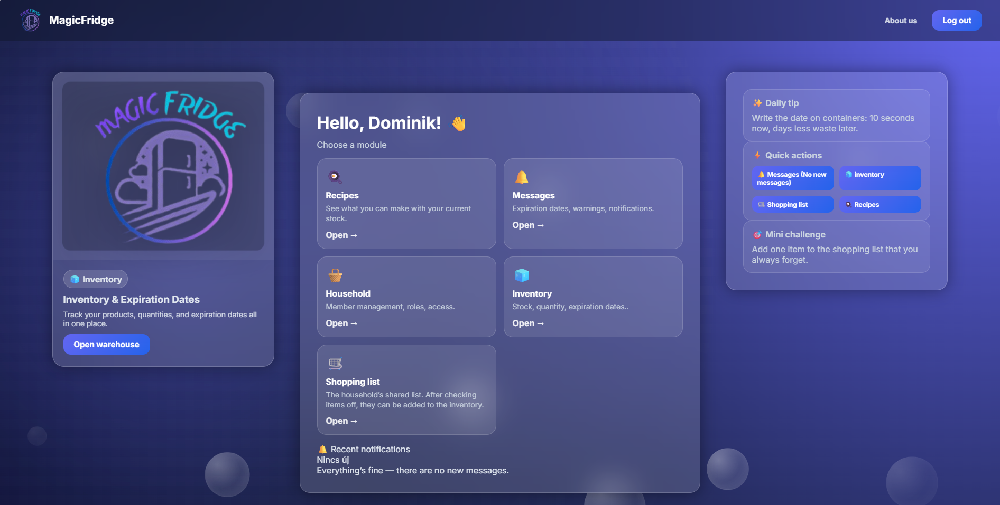 MAGIC FRIDGE
MagicFridge
About us
Log out
MAGIC FRIDGE
Inventory
Inventory & Expiration Dates
Track your products, quantities, and expiration dates all
in one place.
Open warehouse
Hello, Dominik!
Choose a module
Recipes
See what you can make with your current
stock.
Open →
Messages
Expiration dates, warnings, notifications.
Open →
Household
Member management, roles, access.
Open →
Inventory
Stock, quantity, expiration dates..
Open →
Shopping list
The household’s shared list. After checking
items off, they can be added to the inventory.
Open →
Recent notifications
Nincs új
Everything’s fine — there are no new messages.
Daily tip
Write the date on containers: 10 seconds
now, days less waste later.
Quick actions
Messages (No new
messages)
inventory
Shopping list
Recipes
Mini challenge
Add one item to the shopping list that you
always forget.